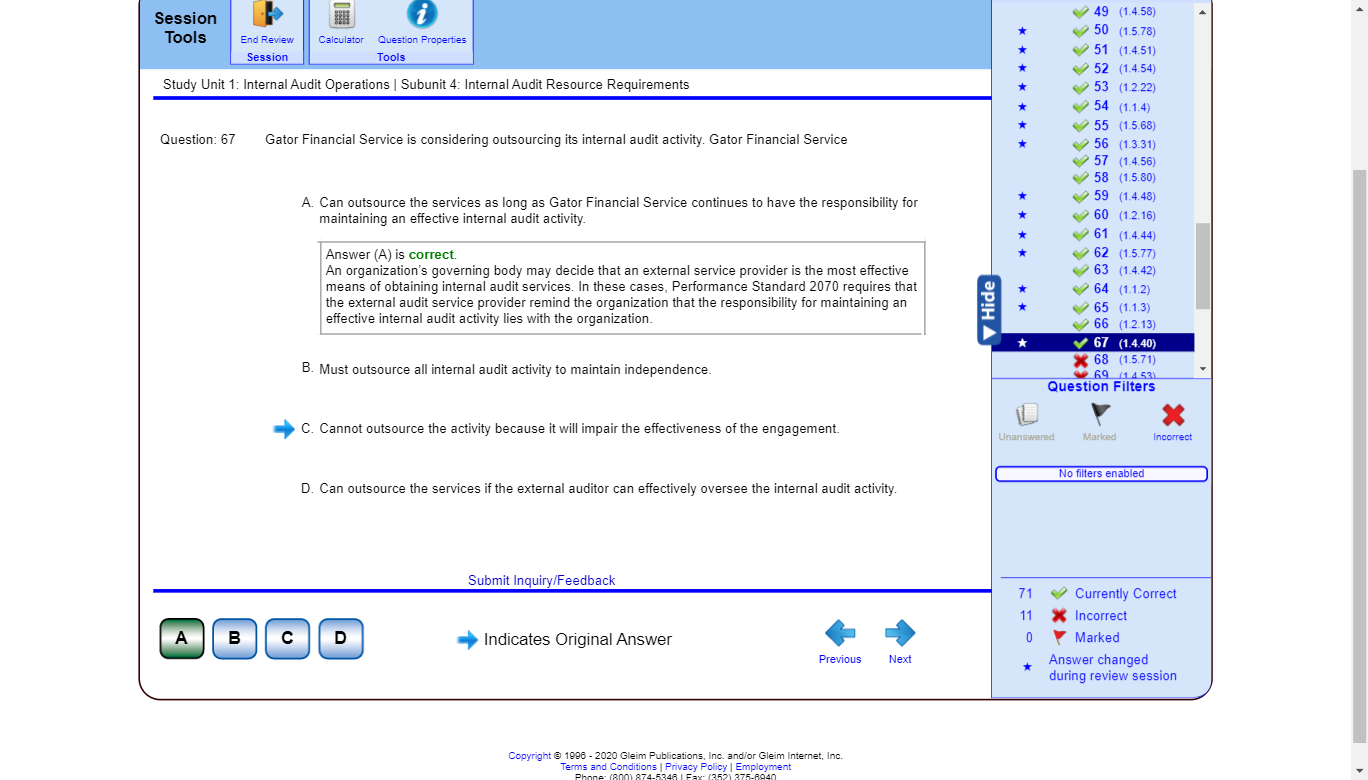 Session
Tools
End Review
Session
Calculator
Question Properties
Tools
Study Unit 1: Internal Audit Operations | Subunit 4: Internal Audit Resource Requirements
Question: 67
Gator Financial Service is considering outsourcing its internal audit activity. Gator Financial Service
A. Can outsource the services as long as Gator Financial Service continues to have the responsibility for
maintaining an effective internal audit activity.
Answer (A) is correct.
An organization's governing body may decide that an external service provider is the most effective
means of obtaining internal audit services. In these cases, Performance Standard 2070 requires that
the external audit service provider remind the organization that the responsibility for maintaining an
effective internal audit activity lies with the organization.
B. Must outsource all internal audit activity to maintain independence.
C. Cannot outsource the activity because it will impair the effectiveness of the engagement.
D. Can outsource the services if the external auditor can effectively oversee the internal audit activity.
Submit Inquiry/Feedback
A
B
C
D
Indicates Original Answer
Previous
Next
49 (1.4.58)
50 (1.5.78)
51 (1.4.51)
52 (1.4.54)
53 (1.2.22)
54 (1.1.4)
55 (1.5.68)
56 (1.3.31)
57 (1.4.56)
58 (1.5.80)
59 (1.4.48)
60 (1.2.16)
61 (1.4.44)
62 (1.5.77)
63 (1.4.42)
64 (1.1.2)
65 (1.1.3)
66 (1.2.13)
67 (1.4.40)
68 (1.5.71)
69 (1.4.53)
Hide
Question Filters
Unanswered
Marked
Incorrect
No filters enabled
71 Currently Correct
11 Incorrect
0 Marked
Answer changed
during review session
Copyright © 1996 - 2020 Gleim Publications, Inc. and/or Gleim Internet, Inc.
Terms and Conditions | Privacy Policy | Employment
Phone: (800) 874-5346 | Fax: (352) 375-6940